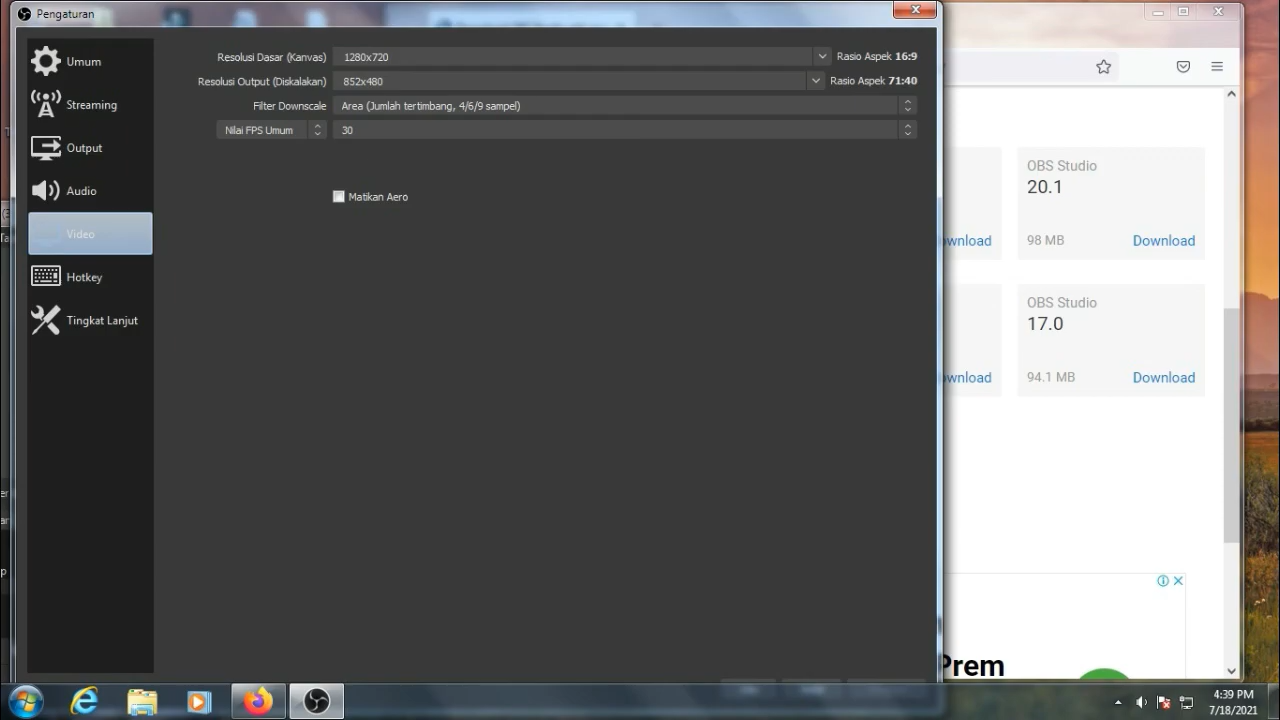 Pengaturan
Umum
Streaming
Output
Audio
Video
Hotkey
Tingkat Lanjut
Resolusi Dasar (Kanvas) 1280x720 Rasio Aspek 16:9
Resolusi Output (Diskalakan) 852x480 Rasio Aspek 71:40
Filter Downscale Area (Jumlah tertimbang, 4/6/9 sampel)
Nilai FPS Umum 30
Matikan Aero
OBS Studio
20.1
98 MB Download
OBS Studio
17.0
94.1 MB Download
4:39 PM
7/18/2021